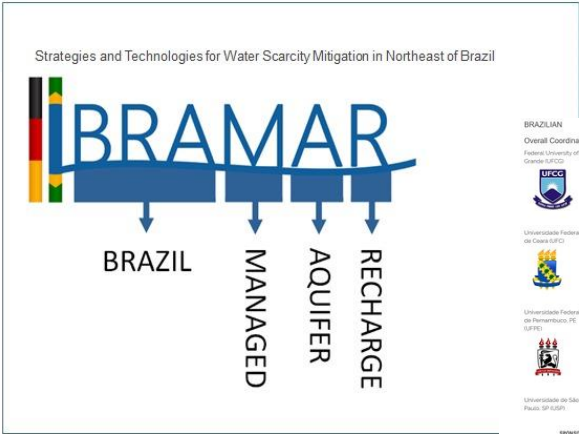 Strategies and Technologies for Water Scarcity Mitigation in Northeast of Brazil
BRAMAR
BRAZIL
MANAGED
AQUIFER
RECHARGE
BRAZILIAN
Overall Coordina
Federal University of
Grande (UFCG)
UFCG
Universidade Federa
de Ceará (UFC)
Universidade Federa
de Pernambuco, PE
(UFPE)
Universidade de São
Paulo, SP (USP)
SPONSO